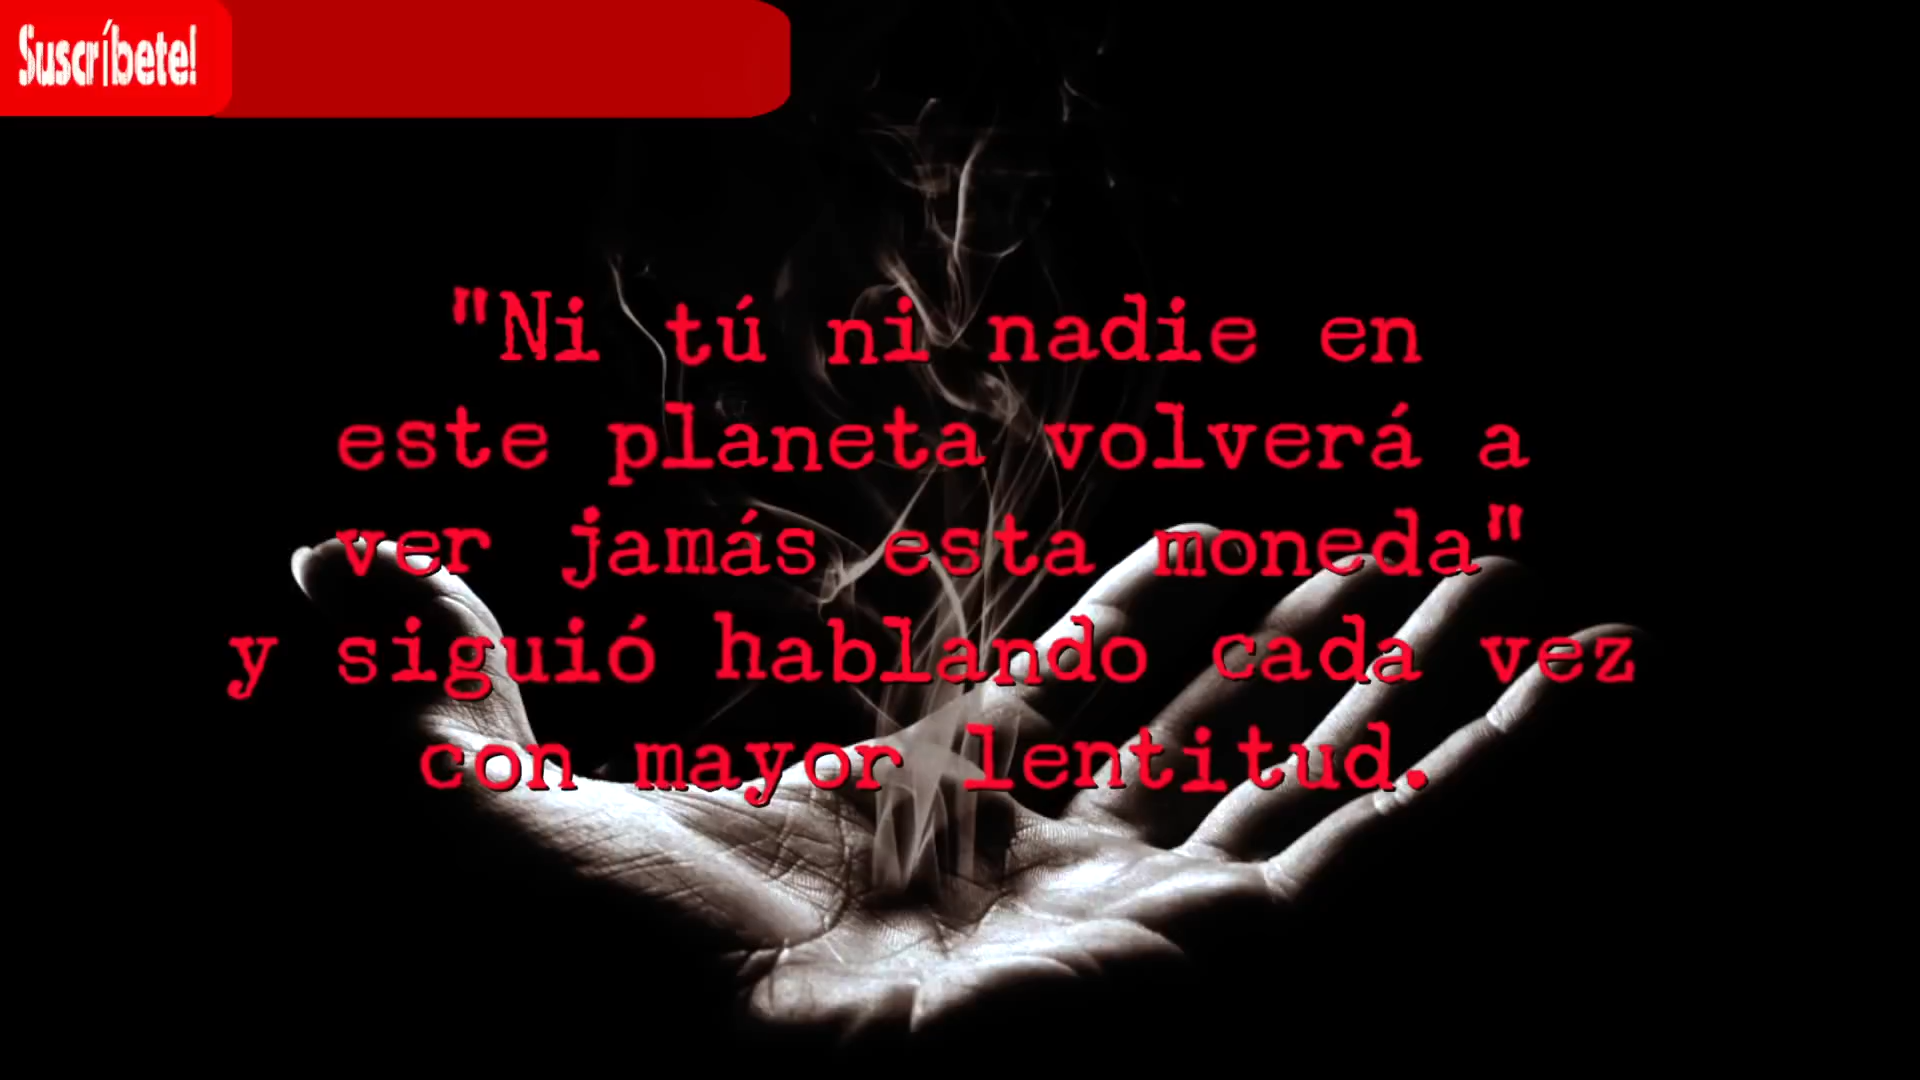 Suscríbete!
"Ni tú ni nadie en
este planeta volverá a
ver jamás esta moneda"
y siguió hablando cada vez
con mayor lentitud.